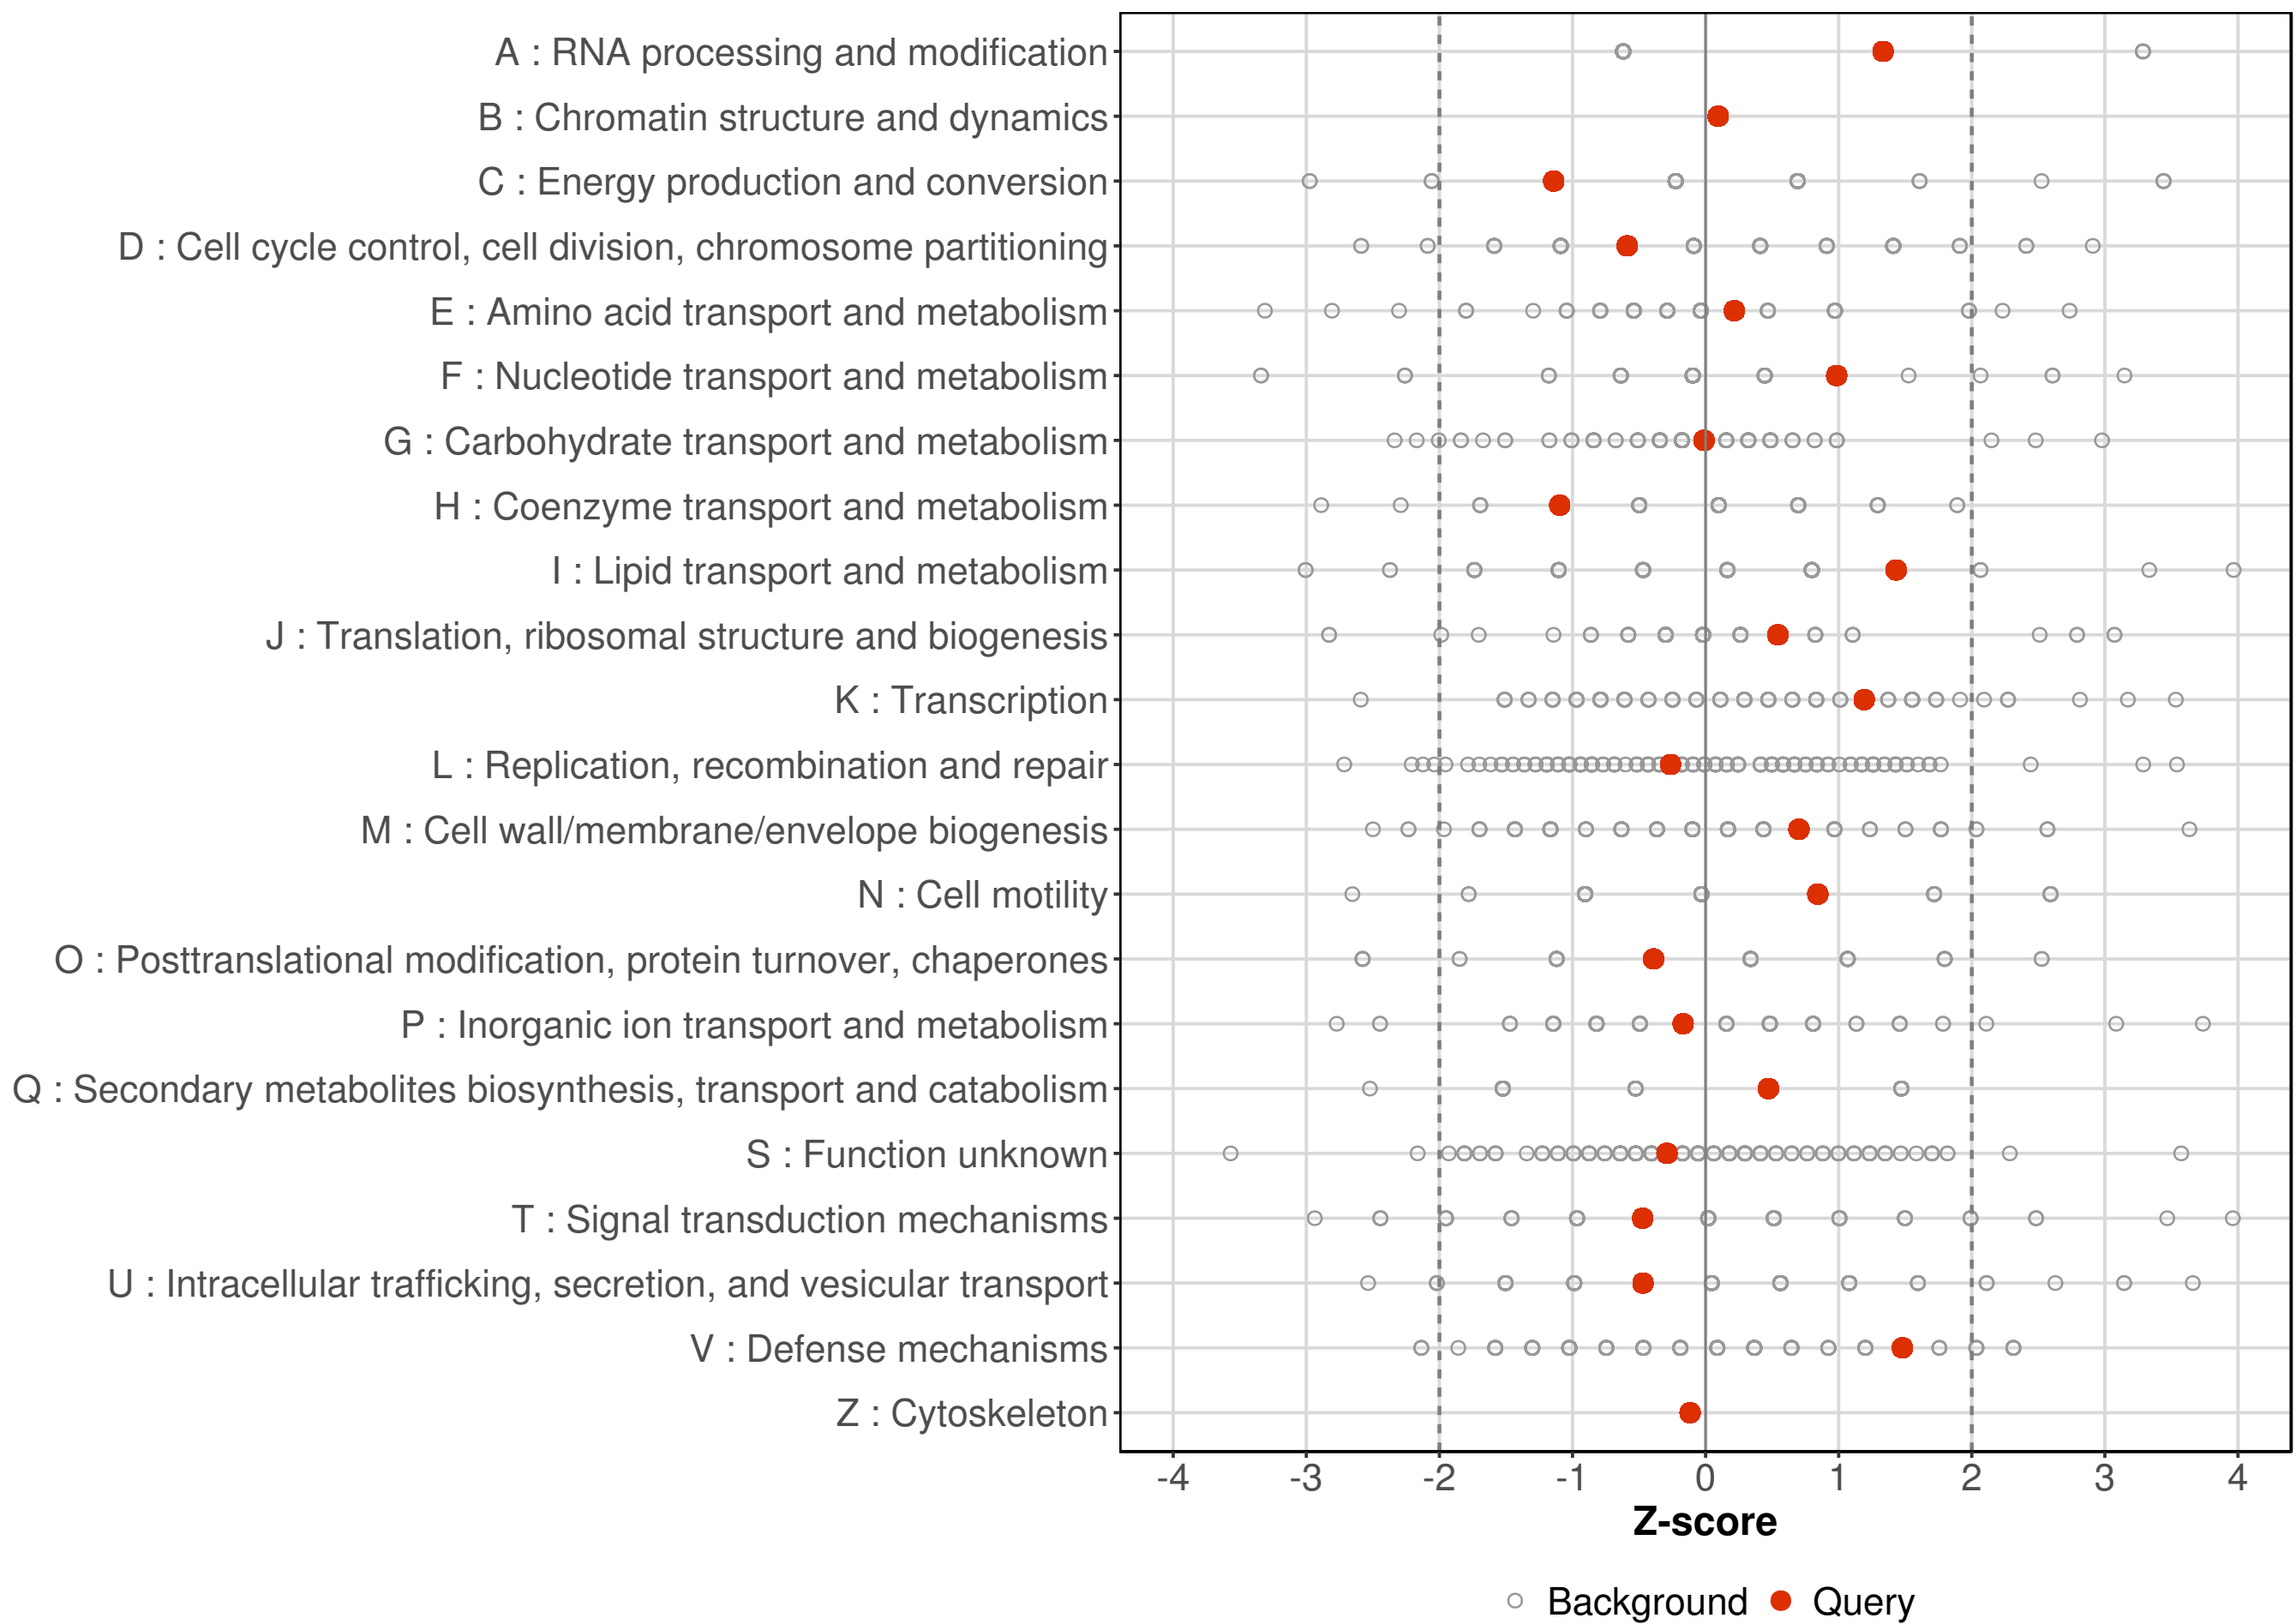 A : RNA processing and modification
B : Chromatin structure and dynamics
C : Energy production and conversion
D : Cell cycle control, cell division, chromosome partitioning
E : Amino acid transport and metabolism
F : Nucleotide transport and metabolism
G : Carbohydrate transport and metabolism
H : Coenzyme transport and metabolism
I : Lipid transport and metabolism
J : Translation, ribosomal structure and biogenesis
K : Transcription
L : Replication, recombination and repair
M : Cell wall/membrane/envelope biogenesis
N : Cell motility
O : Posttranslational modification, protein turnover, chaperones
P : Inorganic ion transport and metabolism
Q : Secondary metabolites biosynthesis, transport and catabolism
S : Function unknown
T : Signal transduction mechanisms
U : Intracellular trafficking, secretion, and vesicular transport
V : Defense mechanisms
Z : Cytoskeleton
-4 -3 -2 -1 0 1 2 3 4
Z-score
Background Query